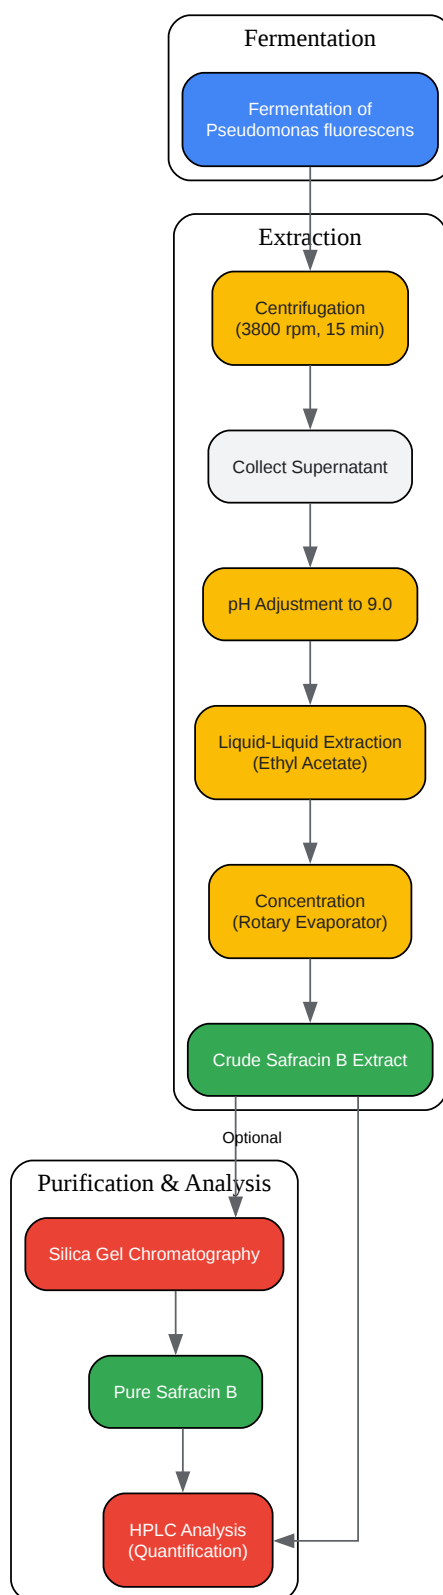 Fermentation
Fermentation of
Pseudomonas fluorescens
Extraction
Centrifugation
(3800 rpm, 15 min)
Collect Supernatant
pH Adjustment to 9.0
Liquid-Liquid Extraction
(Ethyl Acetate)
Concentration
(Rotary Evaporator)
Crude Safracin B Extract
Optional
Purification & Analysis
Silica Gel Chromatography
Pure Safracin B
HPLC Analysis
(Quantification)